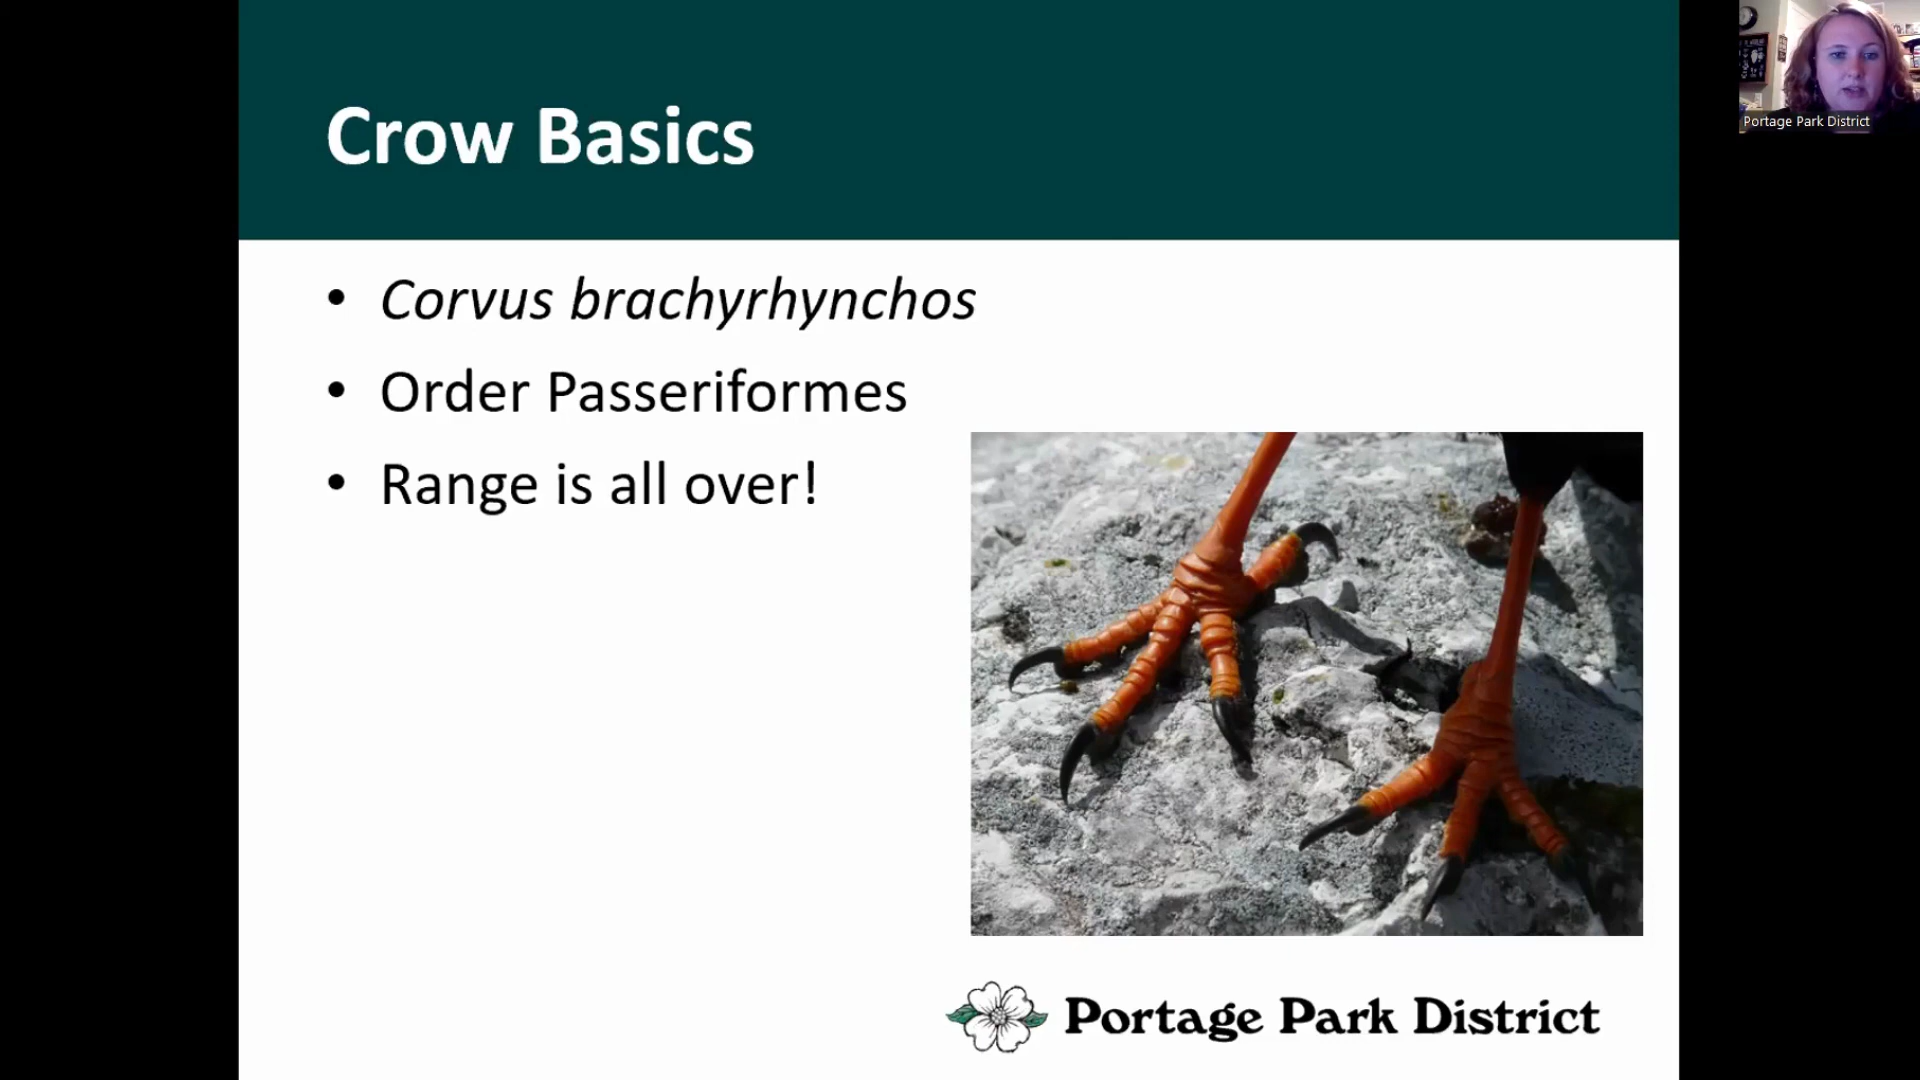 Crow Basics
• Corvus brachyrhynchos
• Order Passeriformes
• Range is all over!
Portage Park District
Portage Park District